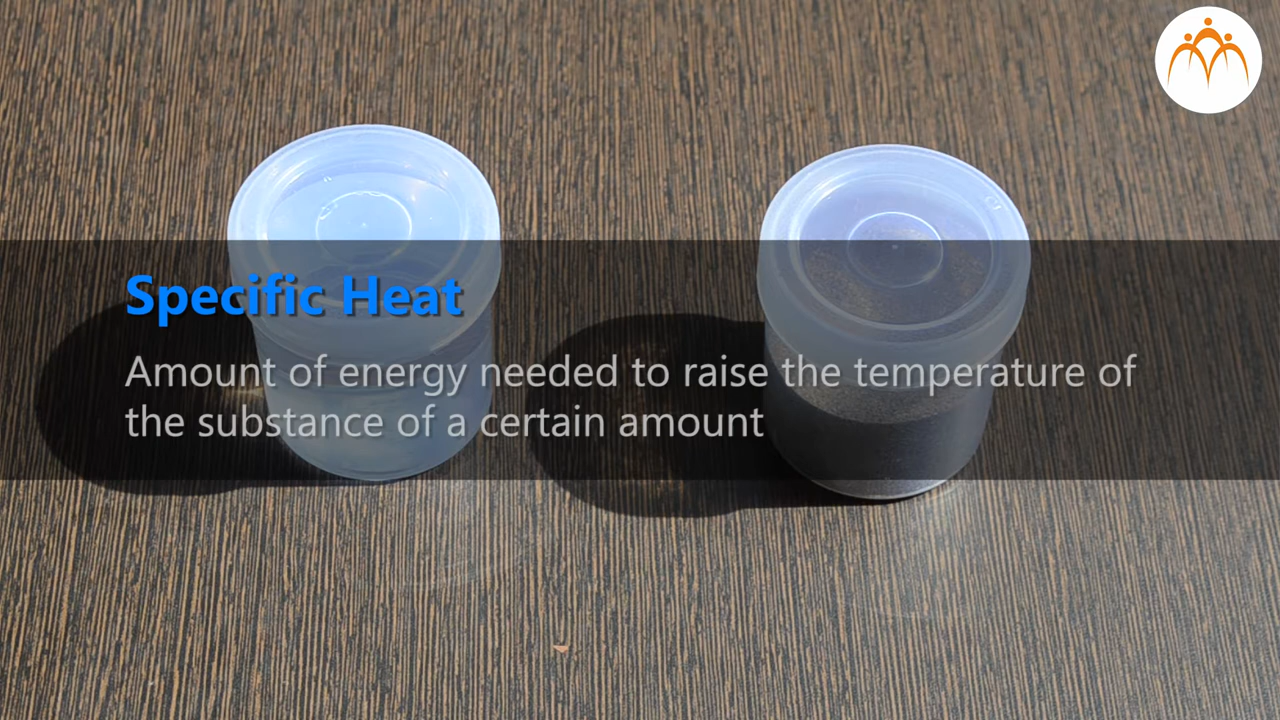 Specific Heat
Amount of energy needed to raise the temperature of
the substance of a certain amount